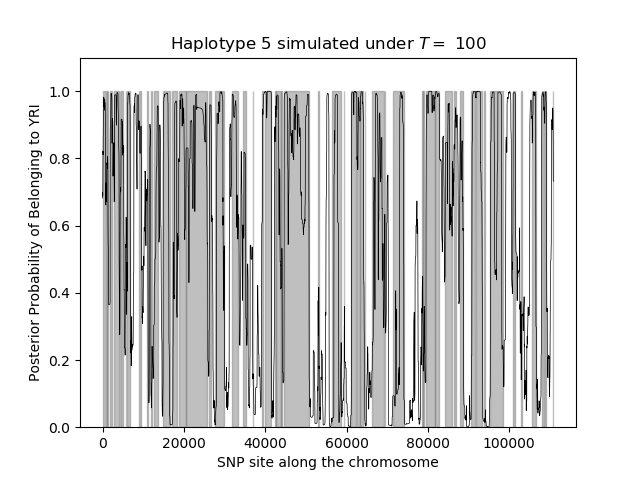 Haplotype 5 simulated under T = 100
Posterior Probability of Belonging to YRI
1.0
0.8
0.6
0.4
0.2
0.0
0 20000 40000 60000 80000 100000
SNP site along the chromosome